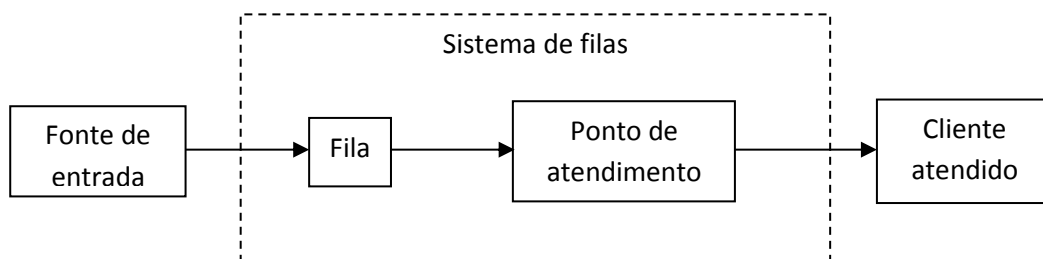 Sistema de filas
Fonte de
entrada
Fila
Ponto de
atendimento
Cliente
atendido